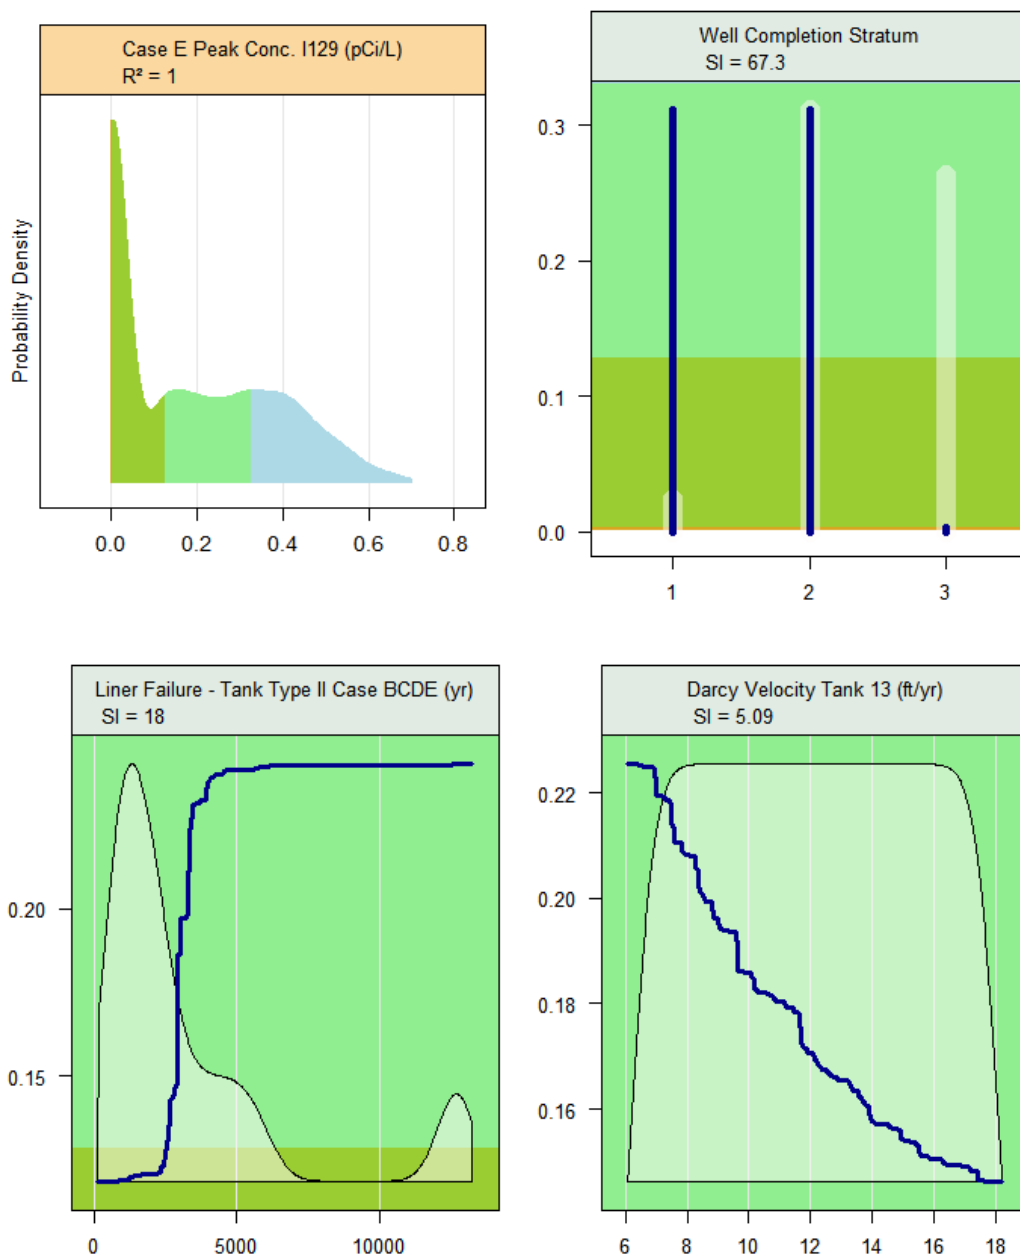 Case E Peak Conc. I129 (pCi/L)
R² = 1
Probability Density
0.0 0.2 0.4 0.6 0.8
Well Completion Stratum
SI = 67.3
0.3
0.2
0.1
0.0
1 2 3
Liner Failure - Tank Type II Case BCDE (yr)
SI = 18
0.20
0.15
0 5000 10000
Darcy Velocity Tank 13 (ft/yr)
SI = 5.09
0.22
0.20
0.18
0.16
6 8 10 12 14 16 18